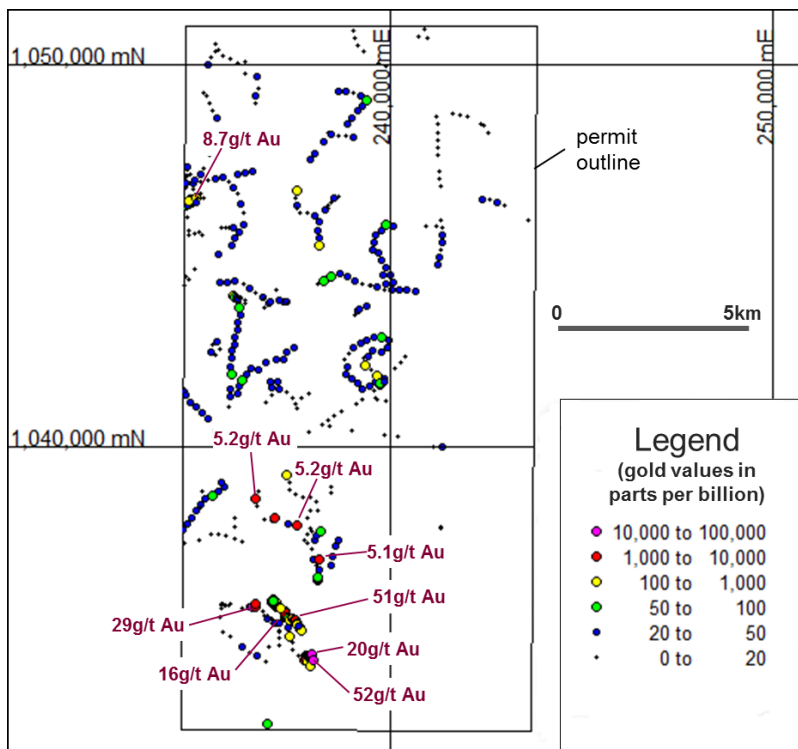 1,050,000 mN
240,000 mE
250,000 mE
8.7g/t Au
permit
outline
0 5km
1,040,000 mN
5.2g/t Au
5.2g/t Au
5.1g/t Au
51g/t Au
29g/t Au
16g/t Au
20g/t Au
52g/t Au
Legend
(gold values in
parts per billion)
10,000 to 100,000
1,000 to 10,000
100 to 1,000
50 to 100
20 to 50
0 to 20